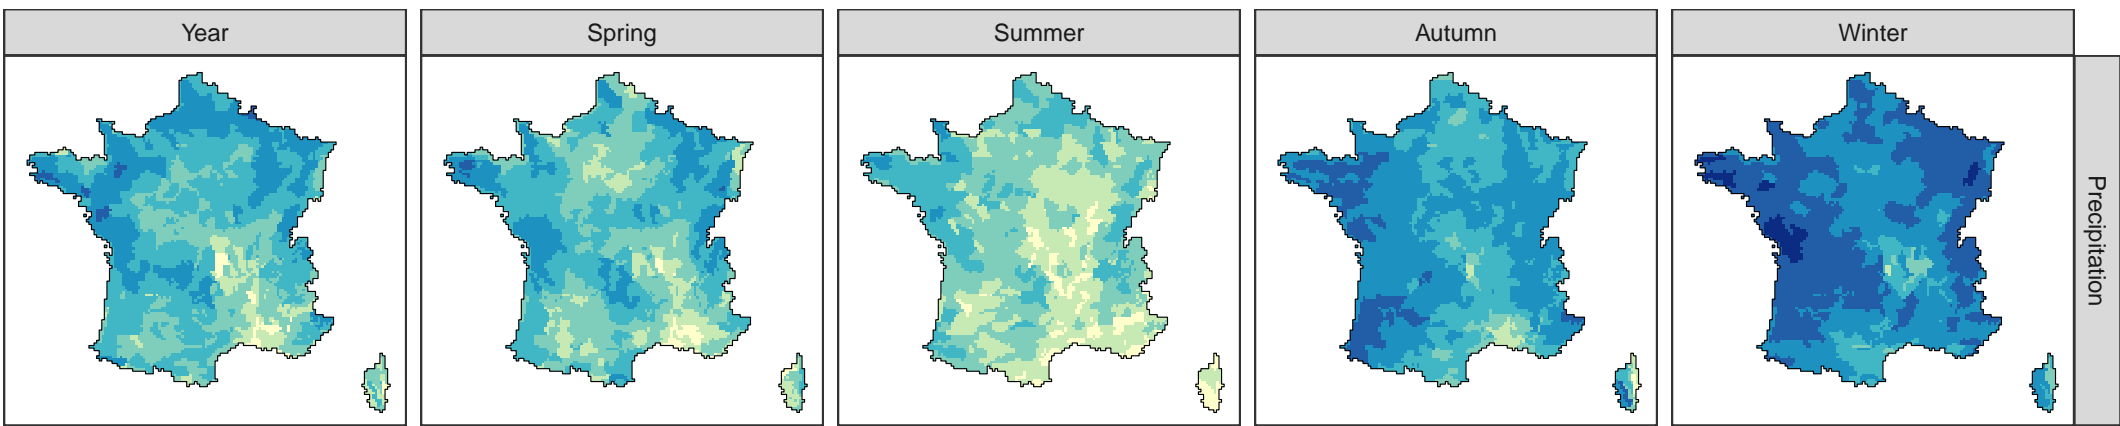 Year
Spring
Summer
Autumn
Winter
Precipitation